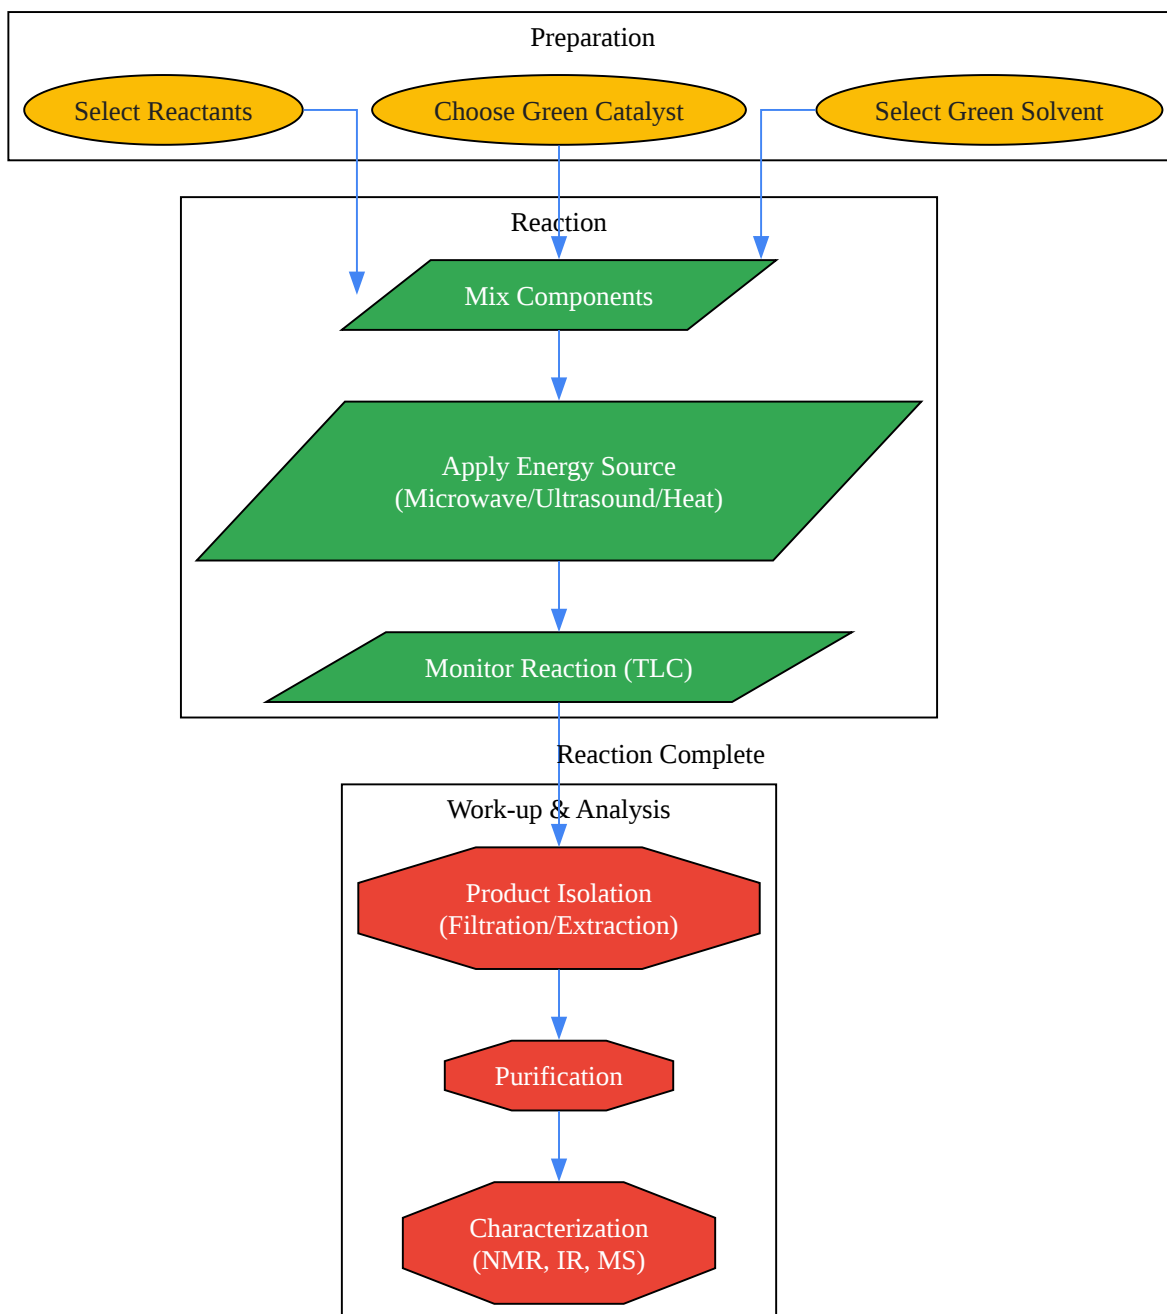 Preparation
Select Reactants
Choose Green Catalyst
Select Green Solvent
Reaction
Mix Components
Apply Energy Source
(Microwave/Ultrasound/Heat)
Monitor Reaction (TLC)
Reaction Complete
Work-up & Analysis
Product Isolation
(Filtration/Extraction)
Purification
Characterization
(NMR, IR, MS)